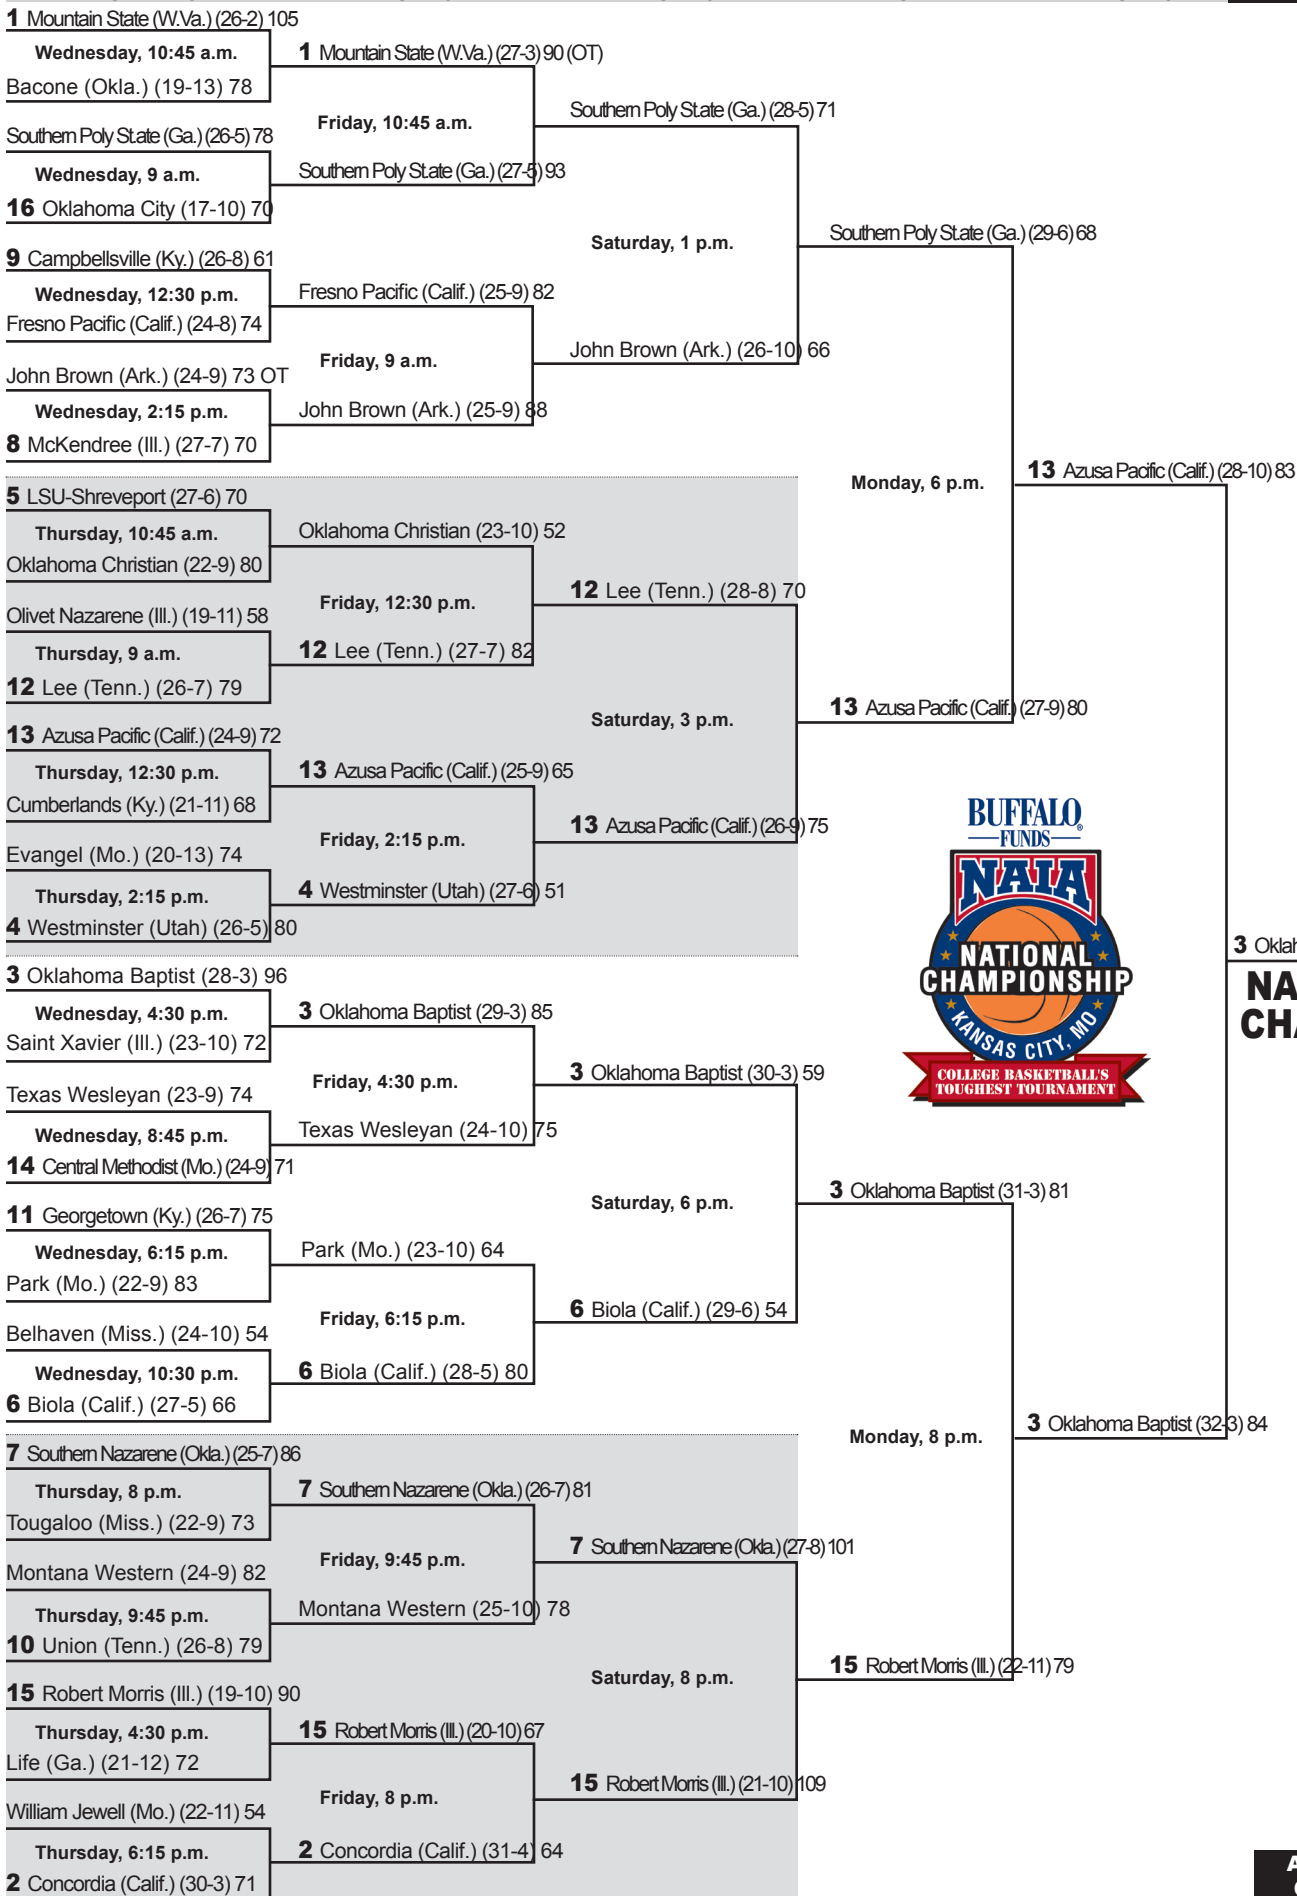 1 Mountain State (W.Va.) (26-2) 105
Wednesday, 10:45 a.m.
Bacone (Okla.) (19-13) 78
Southern Poly State (Ga.) (26-5) 78
Wednesday, 9 a.m.
16 Oklahoma City (17-10) 70
9 Campbellsville (Ky.) (26-8) 61
Wednesday, 12:30 p.m.
Fresno Pacific (Calif.) (24-8) 74
John Brown (Ark.) (24-9) 73 OT
Wednesday, 2:15 p.m.
8 McKendree (Ill.) (27-7) 70
5 LSU-Shreveport (27-6) 70
Thursday, 10:45 a.m.
Oklahoma Christian (22-9) 80
Olivet Nazarene (Ill.) (19-11) 58
Thursday, 9 a.m.
12 Lee (Tenn.) (26-7) 79
13 Azusa Pacific (Calif.) (24-9) 72
Thursday, 12:30 p.m.
Cumberlands (Ky.) (21-11) 68
Evangel (Mo.) (20-13) 74
Thursday, 2:15 p.m.
4 Westminster (Utah) (26-5) 80
3 Oklahoma Baptist (28-3) 96
Wednesday, 4:30 p.m.
Saint Xavier (Ill.) (23-10) 72
Texas Wesleyan (23-9) 74
Wednesday, 8:45 p.m.
14 Central Methodist (Mo.) (24-9) 71
11 Georgetown (Ky.) (26-7) 75
Wednesday, 6:15 p.m.
Park (Mo.) (22-9) 83
Belhaven (Miss.) (24-10) 54
Wednesday, 10:30 p.m.
6 Biola (Calif.) (27-5) 66
7 Southern Nazarene (Okla.) (25-7) 86
Thursday, 8 p.m.
Tougaloo (Miss.) (22-9) 73
Montana Western (24-9) 82
Thursday, 9:45 p.m.
10 Union (Tenn.) (26-8) 79
15 Robert Morris (Ill.) (19-10) 90
Thursday, 4:30 p.m.
Life (Ga.) (21-12) 72
William Jewell (Mo.) (22-11) 54
Thursday, 6:15 p.m.
2 Concordia (Calif.) (30-3) 71
1 Mountain State (W.Va.) (27-3) 90 (OT)
Friday, 10:45 a.m.
Southern Poly State (Ga.) (27-5) 93
Fresno Pacific (Calif.) (25-9) 82
Friday, 9 a.m.
John Brown (Ark.) (25-9) 88
Oklahoma Christian (23-10) 52
Friday, 12:30 p.m.
12 Lee (Tenn.) (27-7) 82
13 Azusa Pacific (Calif.) (25-9) 65
Friday, 2:15 p.m.
4 Westminster (Utah) (27-6) 51
3 Oklahoma Baptist (29-3) 85
Friday, 4:30 p.m.
Texas Wesleyan (24-10) 75
Park (Mo.) (23-10) 64
Friday, 6:15 p.m.
6 Biola (Calif.) (28-5) 80
7 Southern Nazarene (Okla.) (26-7) 81
Friday, 9:45 p.m.
Montana Western (25-10) 78
15 Robert Morris (Ill.) (20-10) 67
Friday, 8 p.m.
2 Concordia (Calif.) (31-4) 64
Southern Poly State (Ga.) (28-5) 71
Saturday, 1 p.m.
John Brown (Ark.) (26-10) 66
12 Lee (Tenn.) (28-8) 70
Saturday, 3 p.m.
13 Azusa Pacific (Calif.) (26-9) 75
3 Oklahoma Baptist (30-3) 59
Saturday, 6 p.m.
6 Biola (Calif.) (29-6) 54
7 Southern Nazarene (Okla.) (27-8) 101
Saturday, 8 p.m.
15 Robert Morris (Ill.) (21-10) 109
Southern Poly State (Ga.) (29-6) 68
Monday, 6 p.m.
13 Azusa Pacific (Calif.) (27-9) 80
3 Oklahoma Baptist (31-3) 81
Monday, 8 p.m.
15 Robert Morris (Ill.) (22-11) 79
13 Azusa Pacific (Calif.) (28-10) 83
3 Oklahoma Baptist (32-3) 84
BUFFALO
FUNDS
NAIA
NATIONAL
CHAMPIONSHIP
KANSAS CITY, MO
COLLEGE BASKETBALL'S
TOUGHEST TOURNAMENT
3